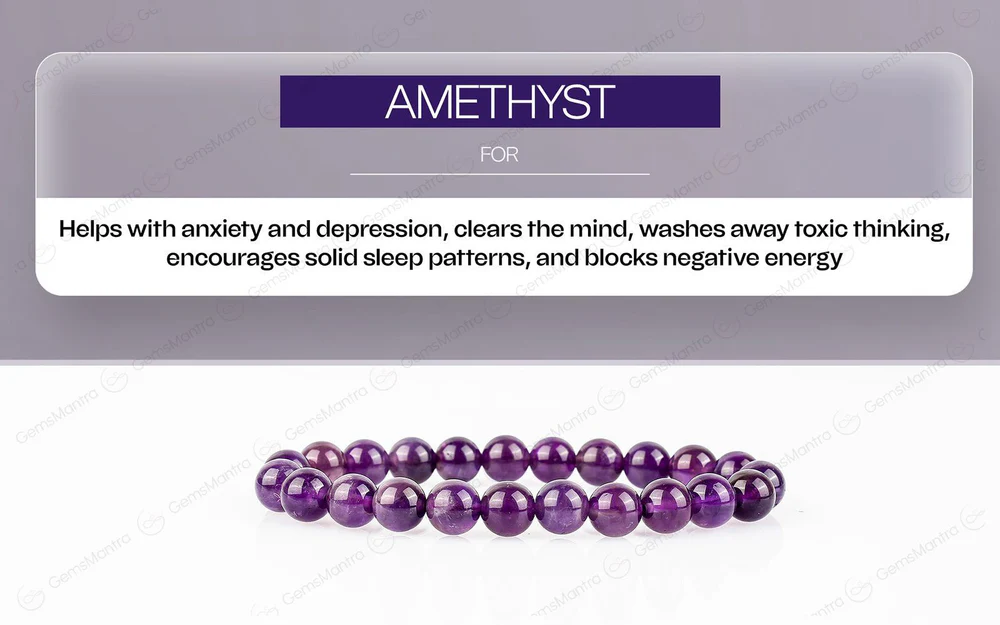 AMETHYST
FOR
Helps with anxiety and depression, clears the mind, washes away toxic thinking,
encourages solid sleep patterns, and blocks negative energy
GemsMantra